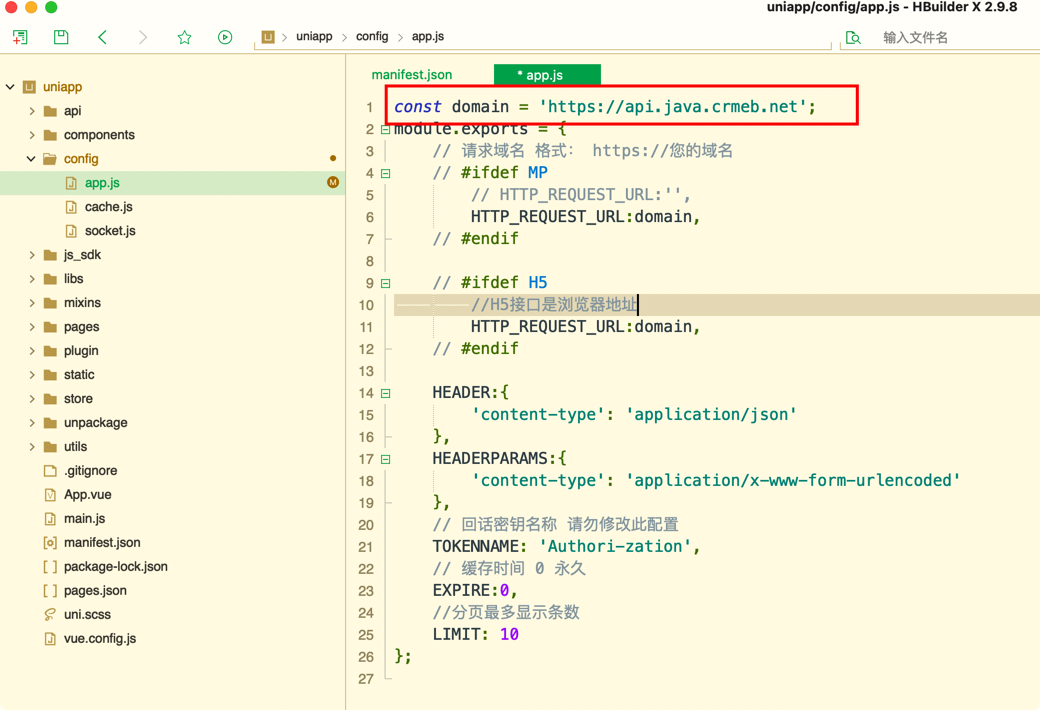 uniapp/config/app.js - HBuilder X 2.9.8
uniapp
config
app.js
输入文件名
uniapp
api
components
config
app.js
M
cache.js
socket.js
js_sdk
libs
mixins
pages
plugin
static
store
unpackage
utils
.gitignore
App.vue
main.js
manifest.json
package-lock.json
pages.json
uni.scss
vue.config.js
manifest.json
* app.js
1 const domain = 'https://api.java.crmeb.net';
2 module.exports = {
3 // 请求域名 格式： https://您的域名
4 // #ifdef MP
5 // HTTP_REQUEST_URL:'',
6 HTTP_REQUEST_URL:domain,
7 // #endif
8
9 // #ifdef H5
10 //H5接口是浏览器地址
11 HTTP_REQUEST_URL:domain,
12 // #endif
13
14 HEADER:{
15 'content-type': 'application/json'
16 },
17 HEADERPARAMS:{
18 'content-type': 'application/x-www-form-urlencoded'
19 },
20 // 回话密钥名称 请勿修改此配置
21 TOKENNAME: 'Authori-zation',
22 // 缓存时间 0 永久
23 EXPIRE:0,
24 //分页最多显示条数
25 LIMIT: 10
26 };
27